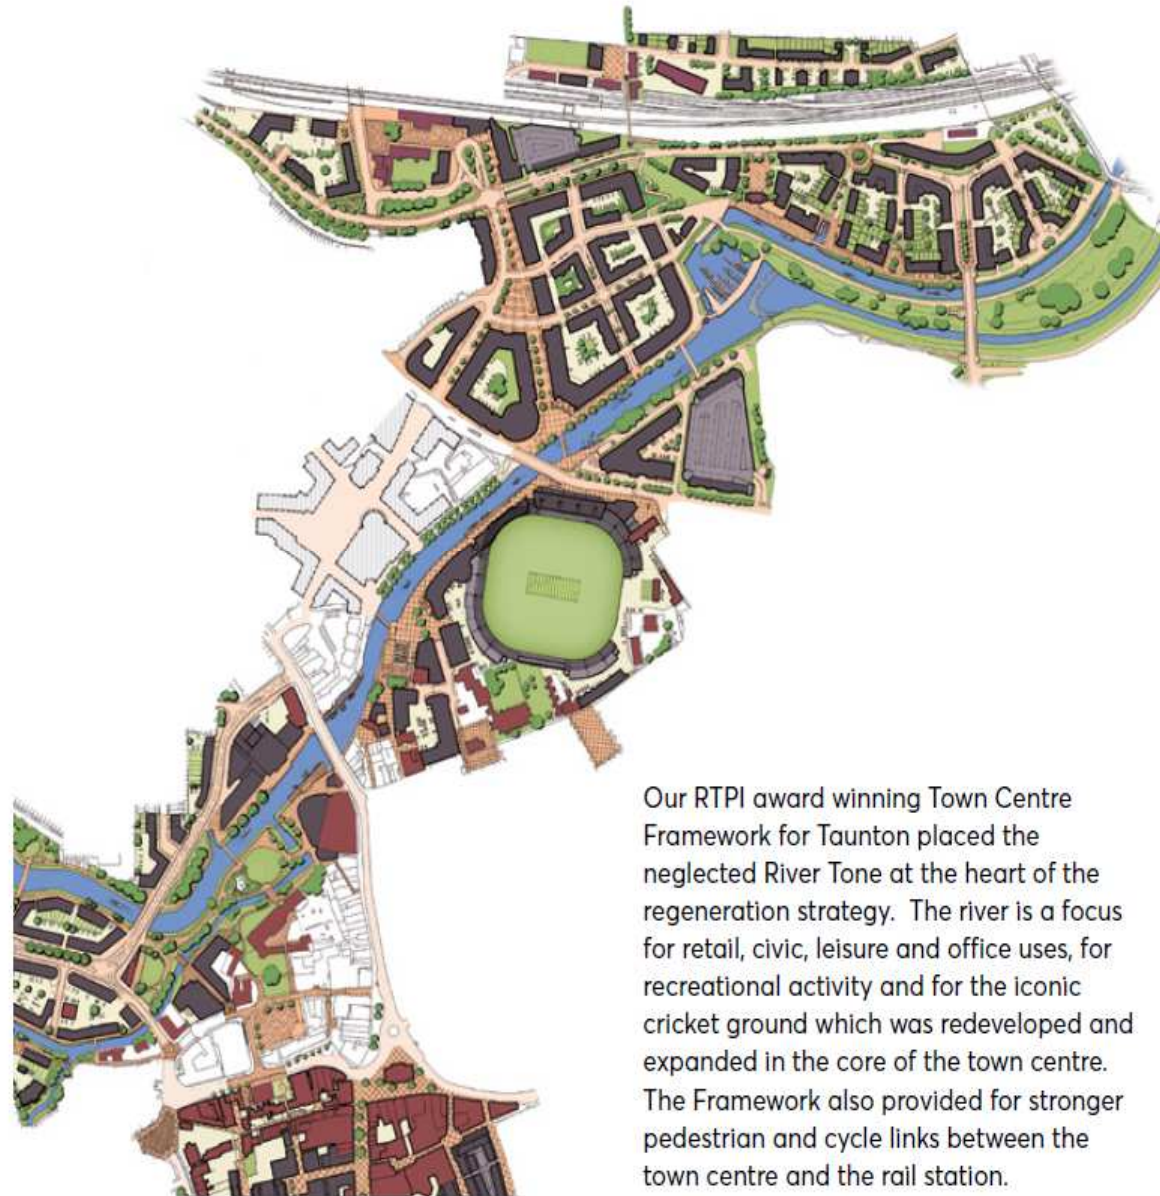 Our RTPI award winning Town Centre
Framework for Taunton placed the
neglected River Tone at the heart of the
regeneration strategy.  The river is a focus
for retail, civic, leisure and office uses, for
recreational activity and for the iconic
cricket ground which was redeveloped and
expanded in the core of the town centre.
The Framework also provided for stronger
pedestrian and cycle links between the
town centre and the rail station.